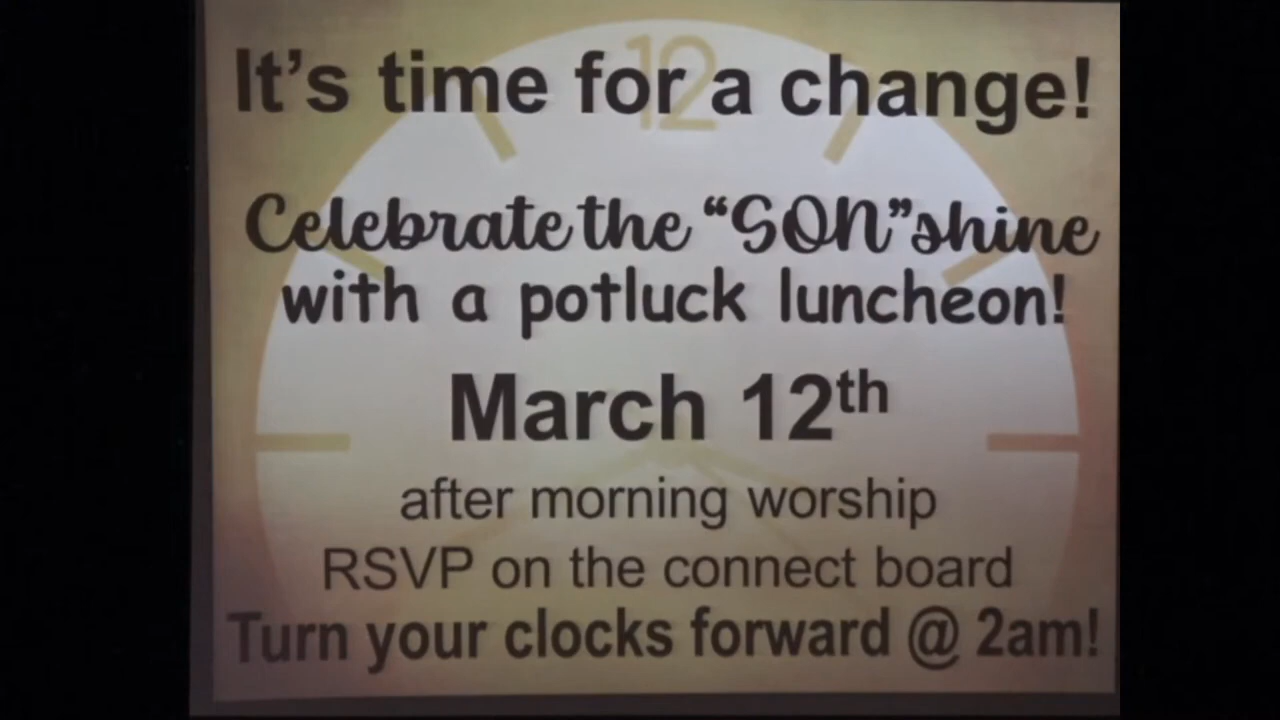 12
It’s time for a change!
Celebrate the “SON”shine
with a potluck luncheon!
March 12th
after morning worship
RSVP on the connect board
Turn your clocks forward @ 2am!